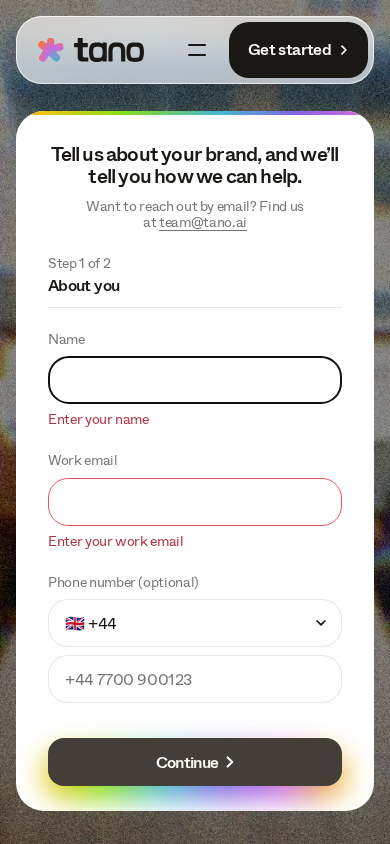 tano
Get started
Tell us about your brand, and we'll
tell you how we can help.
Want to reach out by email? Find us
at team@tano.ai
Step 1 of 2
About you
Name
Enter your name
Work email
Enter your work email
Phone number (optional)
🇬🇧 +44
+44 7700 900123
Continue